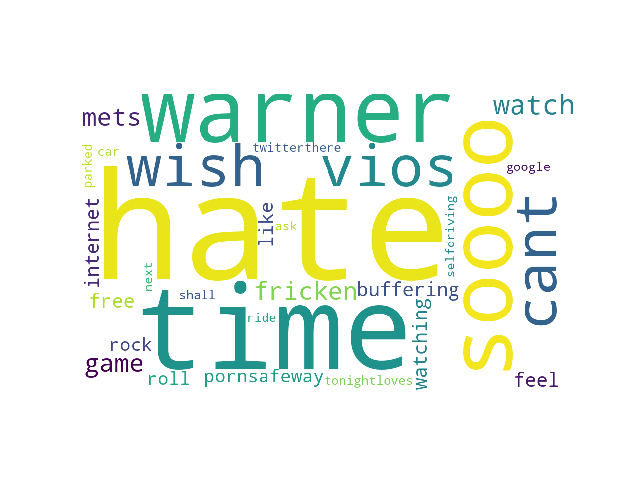 warner
watch
mets
twitterthere
car
parked
wish
vios
soooo
google
hate
like
ask
selfcriving
cant
internet
next
fricken
buffering
free
shall
time
ride
watching
rock
game
roll
pornsafeway
tonightloves
feel